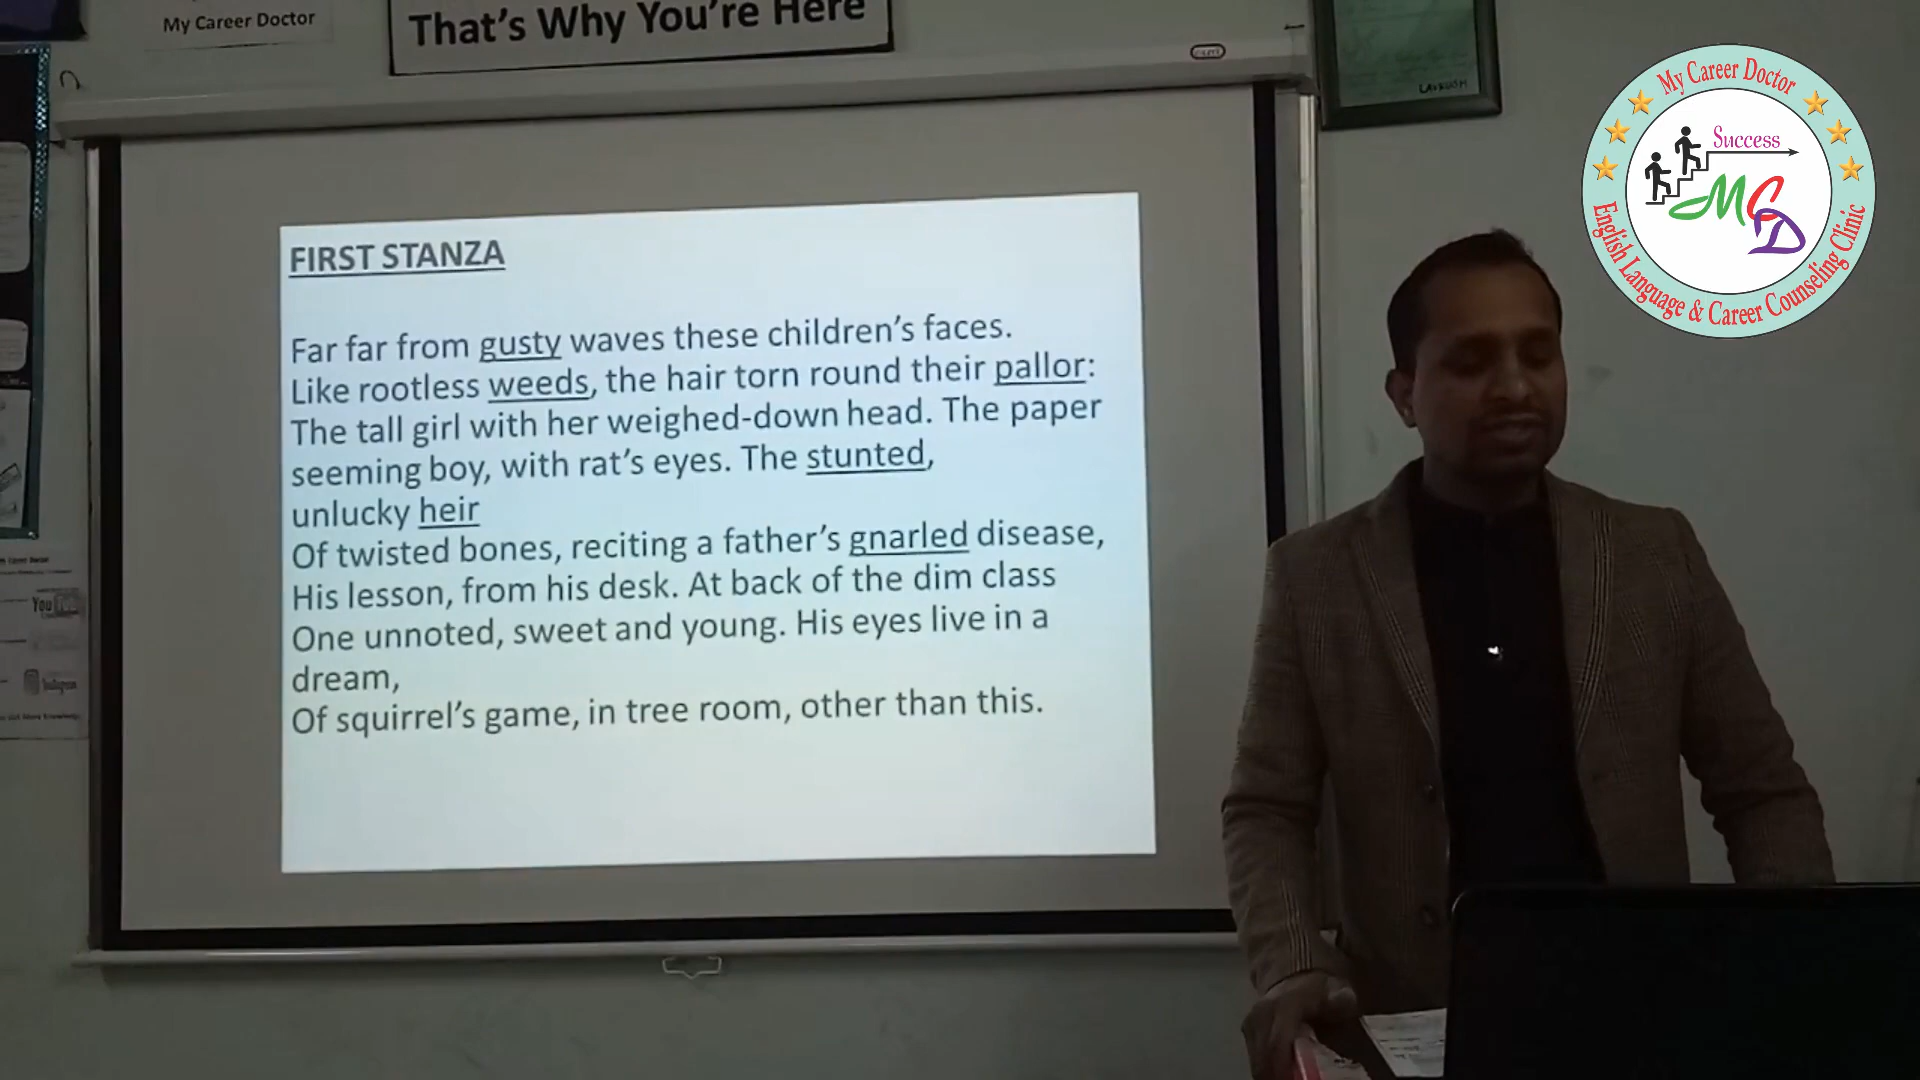 My Career Doctor
That's Why You're Here
FIRST STANZA
Far far from gusty waves these children's faces.
Like rootless weeds, the hair torn round their pallor:
The tall girl with her weighed-down head. The paper
seeming boy, with rat's eyes. The stunted,
unlucky heir
Of twisted bones, reciting a father's gnarled disease,
His lesson, from his desk. At back of the dim class
One unnoted, sweet and young. His eyes live in a
dream,
Of squirrel's game, in tree room, other than this.
My Career Doctor
Success
MCD
English Language & Career Counseling Clinic
YouTube
Instagram